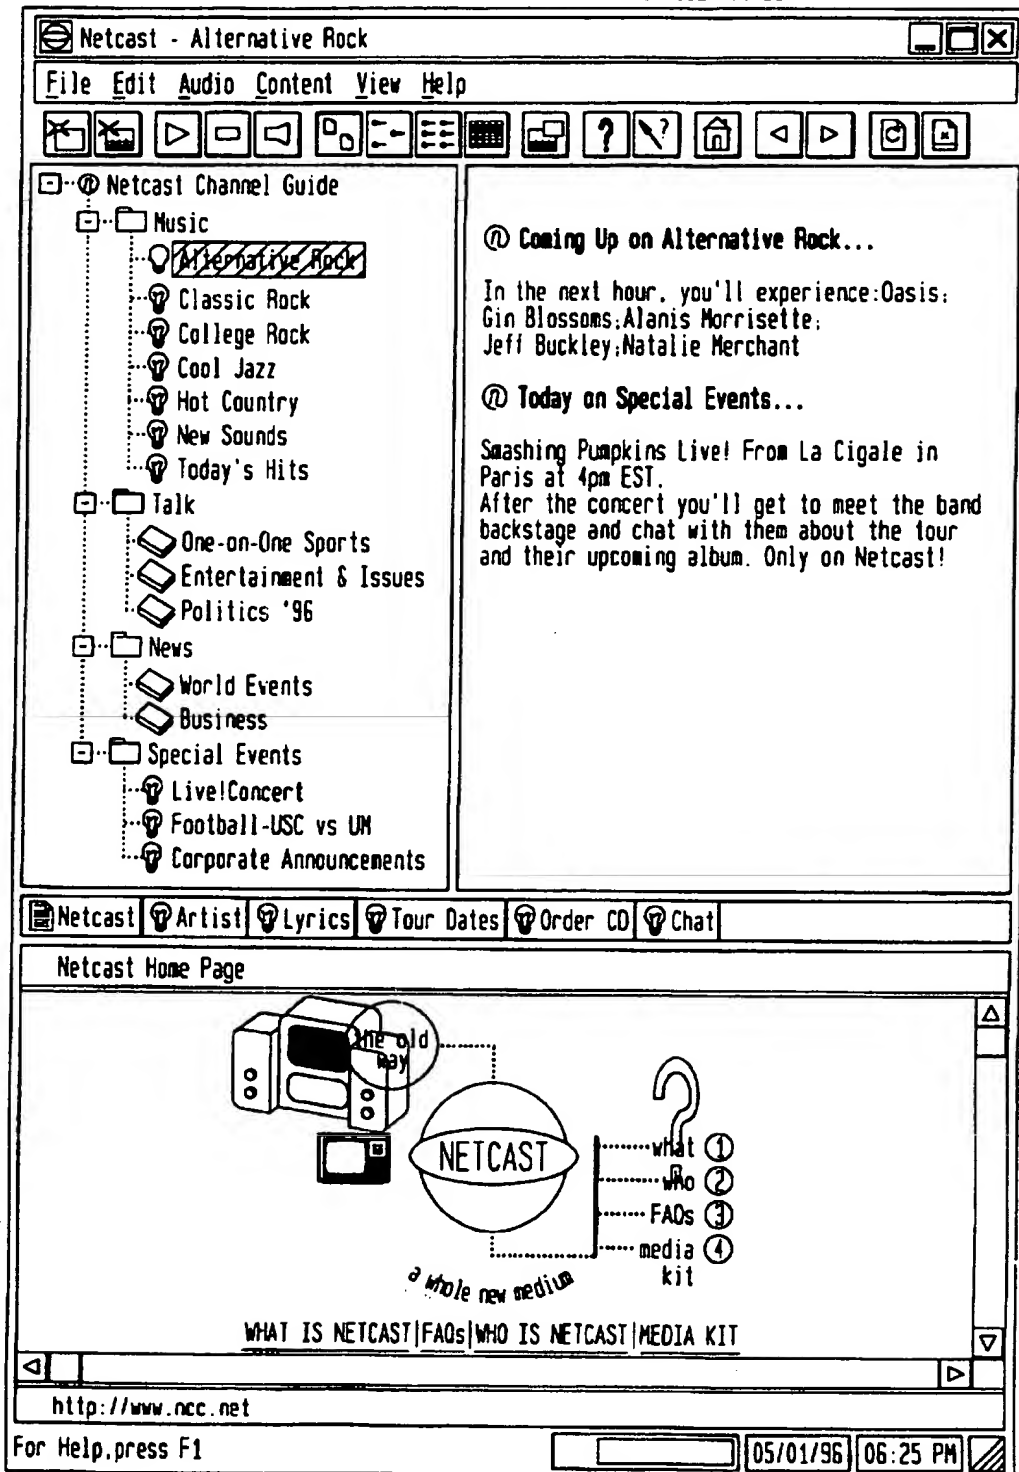 Netcast - Alternative Rock
File Edit Audio Content View Help
Netcast Channel Guide
Music
Alternative Rock
Classic Rock
College Rock
Cool Jazz
Hot Country
New Sounds
Today's Hits
Talk
One-on-One Sports
Entertainment & Issues
Politics '96
News
World Events
Business
Special Events
Live!Concert
Football-USC vs UM
Corporate Announcements
Coming Up on Alternative Rock...
In the next hour, you'll experience:Oasis;
Gin Blossoms;Alanis Morrisette;
Jeff Buckley;Natalie Merchant
Today on Special Events...
Smashing Pumpkins Live! From La Cigale in
Paris at 4pm EST.
After the concert you'll get to meet the band
backstage and chat with them about the tour
and their upcoming album. Only on Netcast!
Netcast Artist Lyrics Tour Dates Order CD Chat
Netcast Home Page
the old
way
NETCAST
what 1
who 2
FAQs 3
media 4
kit
a whole new medium
WHAT IS NETCAST|FAQs|WHO IS NETCAST|MEDIA KIT
http://www.ncc.net
For Help,press F1
05/01/96 06:25 PM